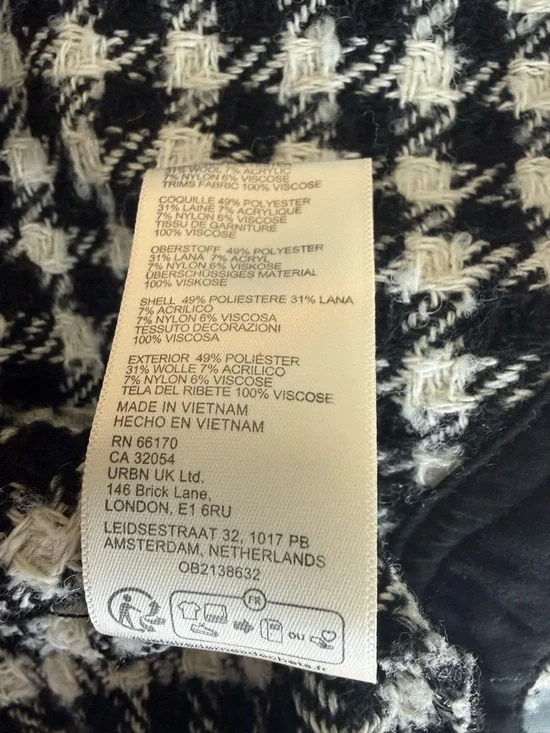 31% WOOL 7% ACRYLIC
7% NYLON 6% VISCOSE
TRIMS FABRIC 100% VISCOSE
COQUILLE 49% POLYESTER
31% LAINE 7% ACRYLIQUE
7% NYLON 6% VISCOSE
TISSU DE GARNITURE
100% VISCOSE
OBERSTOFF 49% POLYESTER
31% LANA 7% ACRYL
7% NYLON 6% VISKOSE
ÜBERSCHÜSSIGES MATERIAL
100% VISKOSE
SHELL 49% POLIESTERE 31% LANA
7% ACRILICO
7% NYLON 6% VISCOSA
TESSUTO DECORAZIONI
100% VISCOSA
EXTERIOR 49% POLIÉSTER
31% WOLLE 7% ACRILICO
7% NYLON 6% VISCOSE
TELA DEL RIBETE 100% VISCOSE
MADE IN VIETNAM
HECHO EN VIETNAM
RN 66170
CA 32054
URBN UK Ltd.
146 Brick Lane,
LONDON, E1 6RU
LEIDSESTRAAT 32, 1017 PB
AMSTERDAM, NETHERLANDS
OB2138632
FR
OU